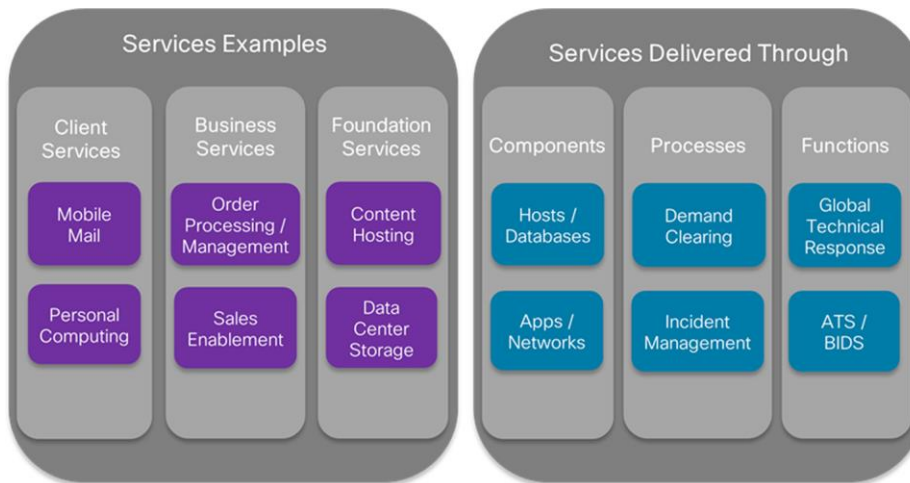 Services Examples
Client
Services
Mobile
Mail
Personal
Computing
Business
Services
Order
Processing /
Management
Sales
Enablement
Foundation
Services
Content
Hosting
Data
Center
Storage
Services Delivered Through
Components
Hosts /
Databases
Apps /
Networks
Processes
Demand
Clearing
Incident
Management
Functions
Global
Technical
Response
ATS /
BIDS